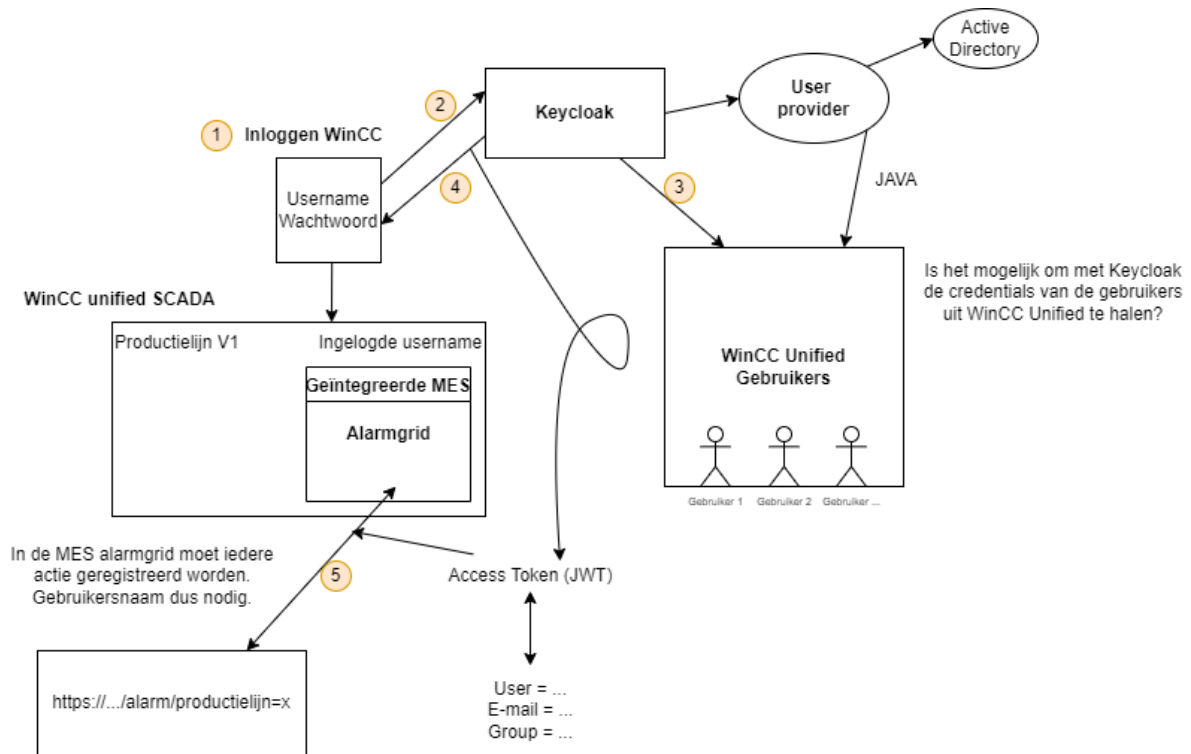 Active
Directory
User
provider
Keycloak
2
1
Inloggen WinCC
4
3
JAVA
Username
Wachtwoord
WinCC unified SCADA
Is het mogelijk om met Keycloak
de credentials van de gebruikers
uit WinCC Unified te halen?
Productielijn V1
Ingelogde username
Geïntegreerde MES
Alarmgrid
WinCC Unified
Gebruikers
Gebruiker 1
Gebruiker 2
Gebruiker ...
In de MES alarmgrid moet iedere
actie geregistreerd worden.
Gebruikersnaam dus nodig.
5
Access Token (JWT)
https://.../alarm/productielijn=x
User = ...
E-mail = ...
Group = ...